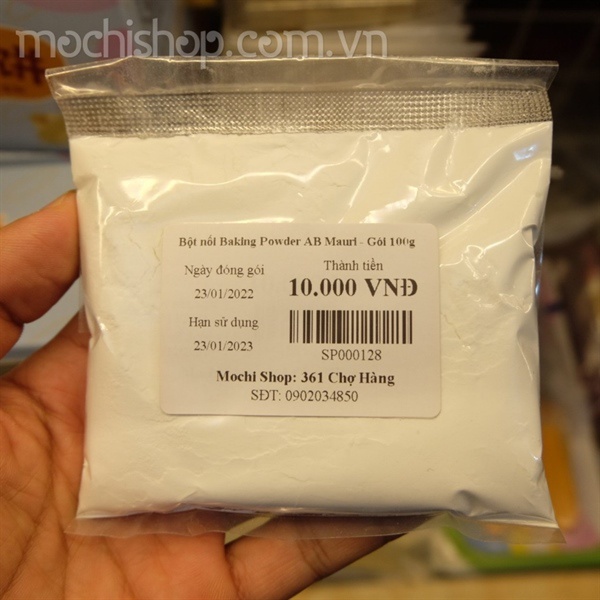 mochishop.com.vn
Bột nổi Baking Powder AB Mauri - Gói 100g
Ngày đóng gói
Thành tiền
23/01/2022
10.000 VNĐ
Hạn sử dụng
23/01/2023
SP000128
Mochi Shop: 361 Chợ Hàng
SĐT: 0902034850